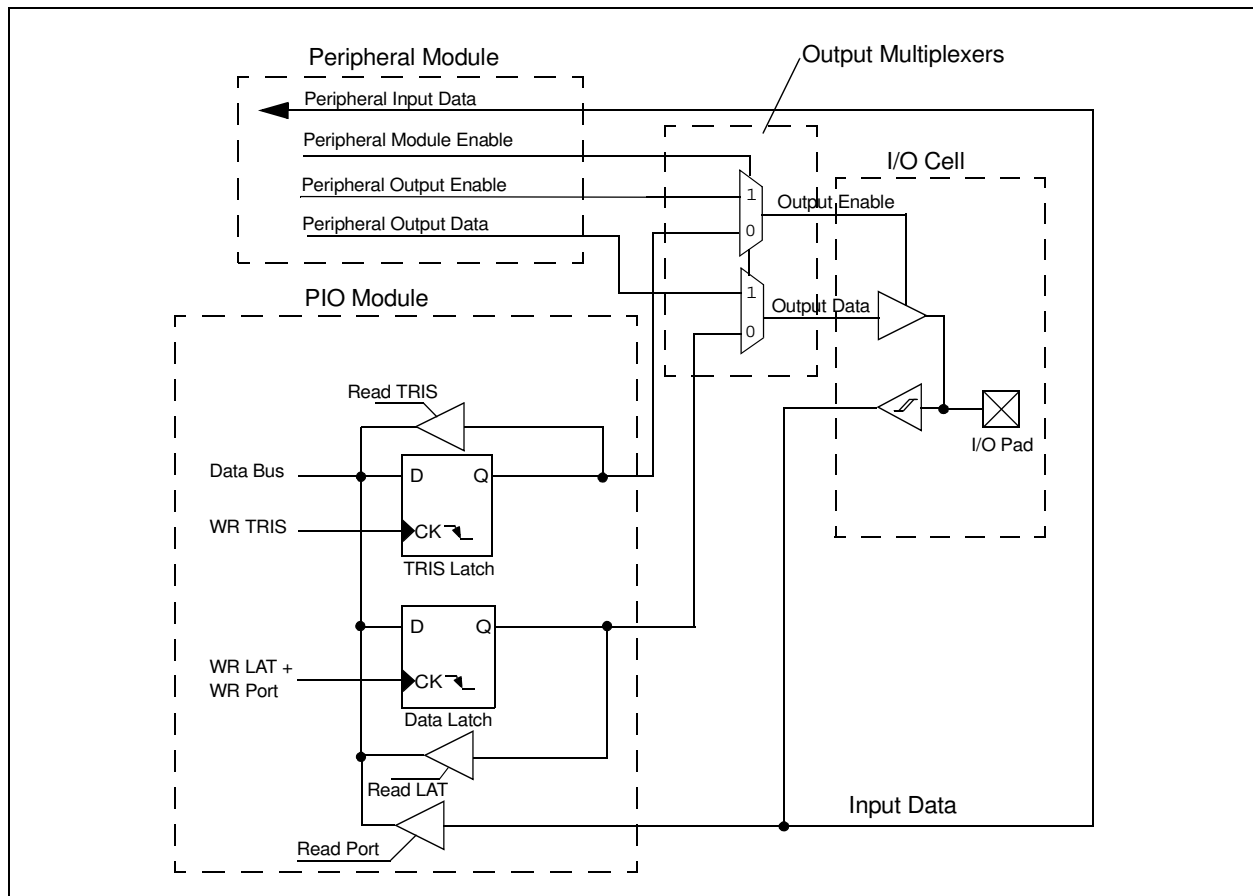 Peripheral Module
Output Multiplexers
Peripheral Input Data
Peripheral Module Enable
I/O Cell
Peripheral Output Enable
1
Output Enable
Peripheral Output Data
0
PIO Module
1
Output Data
0
Read TRIS
I/O Pad
Data Bus
D
Q
WR TRIS
CK
TRIS Latch
D
Q
WR LAT +
WR Port
CK
Data Latch
Read LAT
Input Data
Read Port